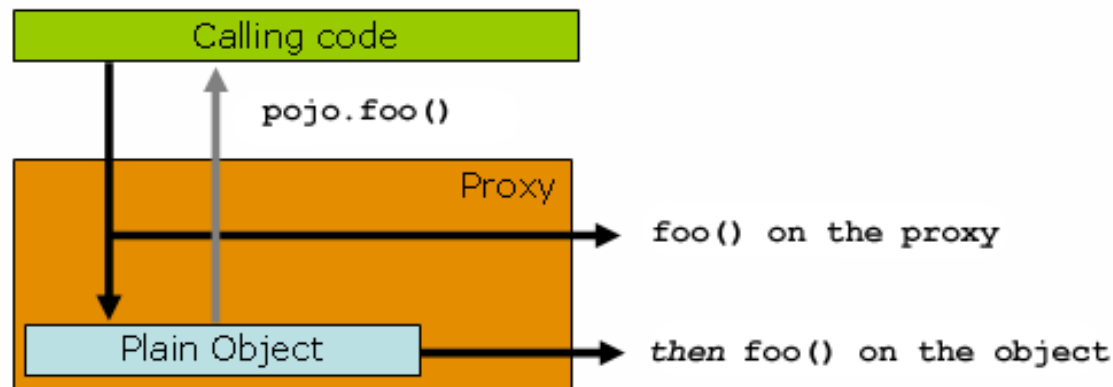 Calling code
pojo.foo()
Proxy
foo() on the proxy
Plain Object
then foo() on the object